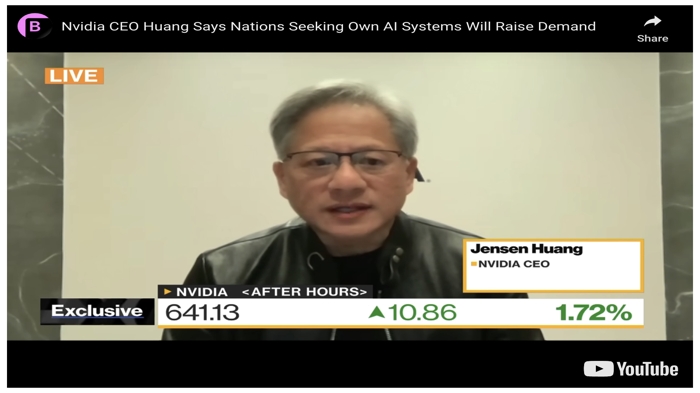 B
Nvidia CEO Huang Says Nations Seeking Own AI Systems Will Raise Demand
Share
LIVE
Jensen Huang
NVIDIA CEO
NVIDIA <AFTER HOURS>
Exclusive 641.13 ▲10.86 1.72%
YouTube